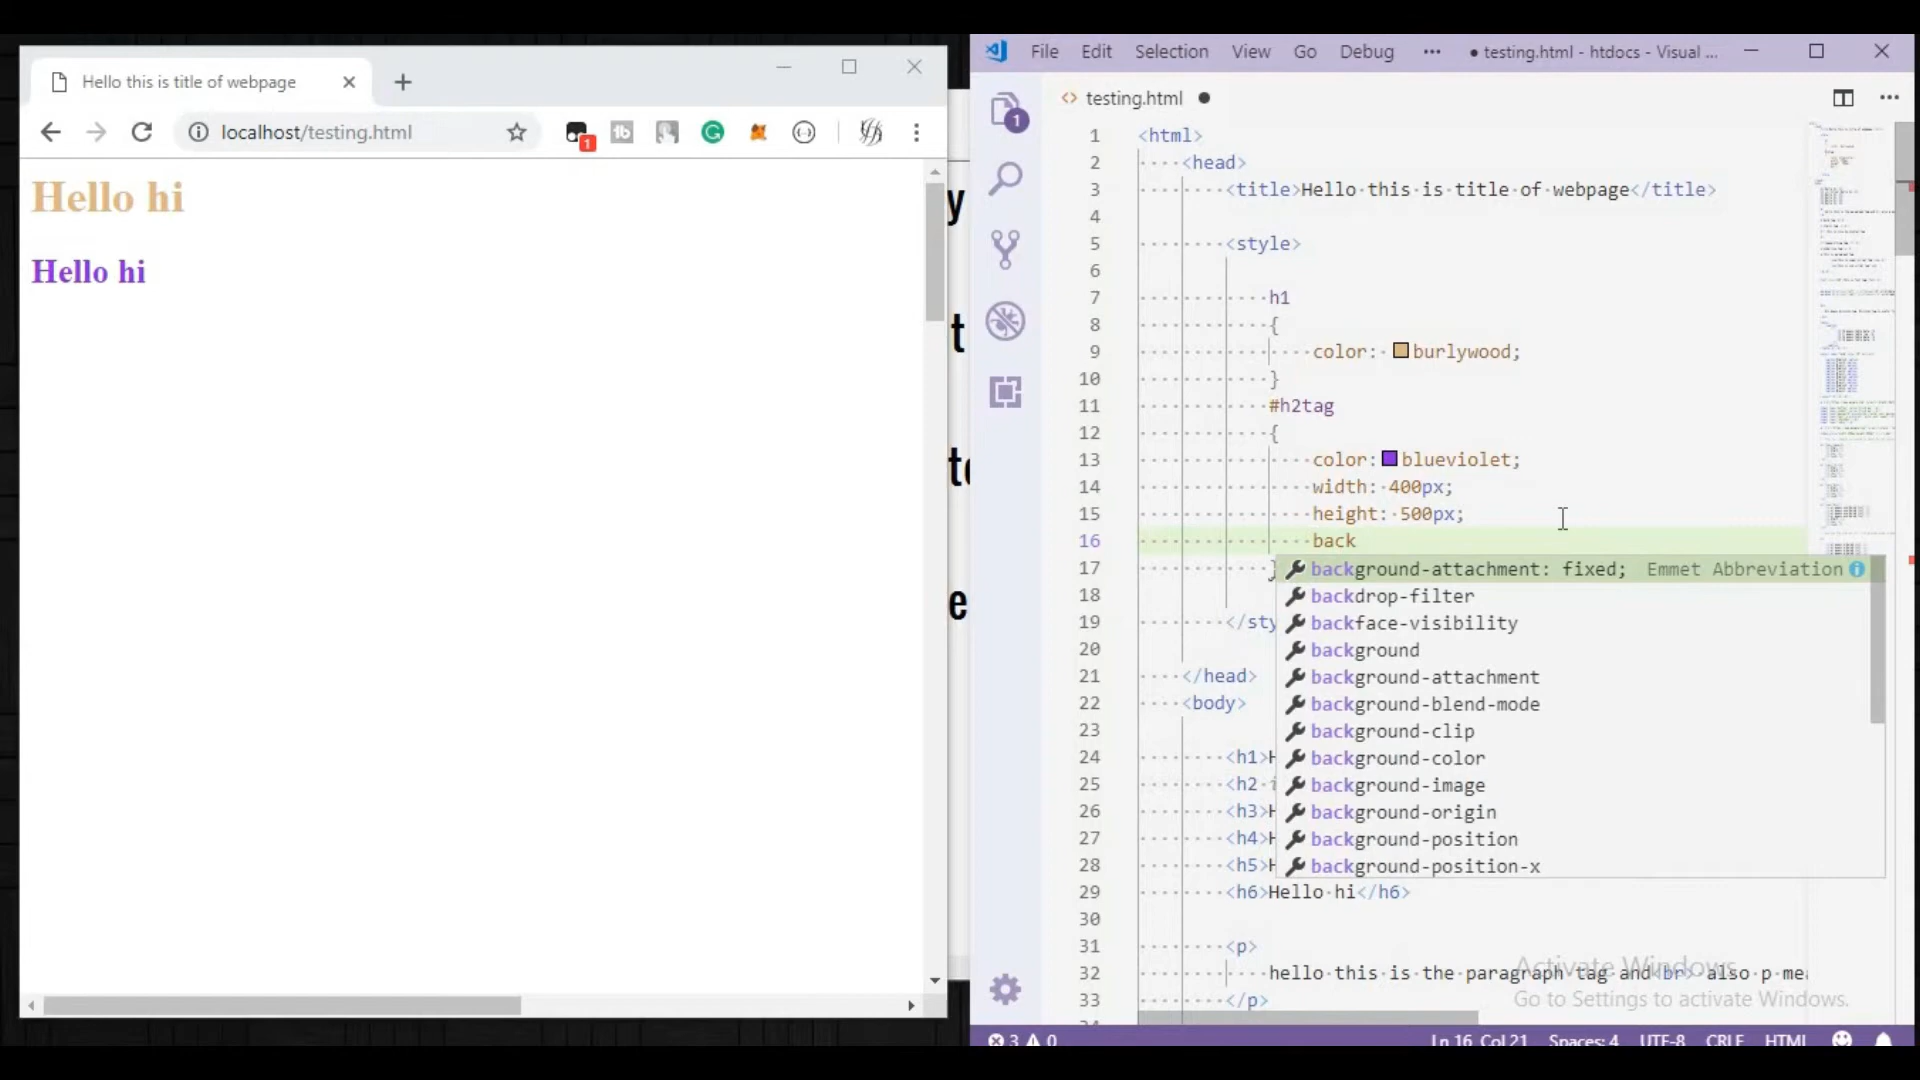 Hello this is title of webpage
localhost/testing.html
1
Hello hi
Hello hi
y
t
e
File Edit Selection View Go Debug ··· ● testing.html - htdocs - Visual ...
1
testing.html
1 <html>
2 <head>
3 <title>Hello this is title of webpage</title>
4
5 <style>
6
7 h1
8 {
9 color: burlywood;
10 }
11 #h2tag
12 {
13 color: blueviolet;
14 width: 400px;
15 height: 500px;
16 back
17 }
background-attachment: fixed; Emmet Abbreviation
18
backdrop-filter
19 </sty
backface-visibility
20
background
21 </head>
background-attachment
22 <body>
background-blend-mode
23
background-clip
24 <h1>H
background-color
25 <h2 i
background-image
26 <h3>H
background-origin
27 <h4>H
background-position
28 <h5>H
background-position-x
29 <h6>Hello hi</h6>
30
31 <p>
32 hello this is the paragraph tag and <br> also p mea
33 </p>
Activate Windows
Go to Settings to activate Windows.
3 0
Ln 16, Col 21 Spaces: 4 UTF-8 CRLF HTML